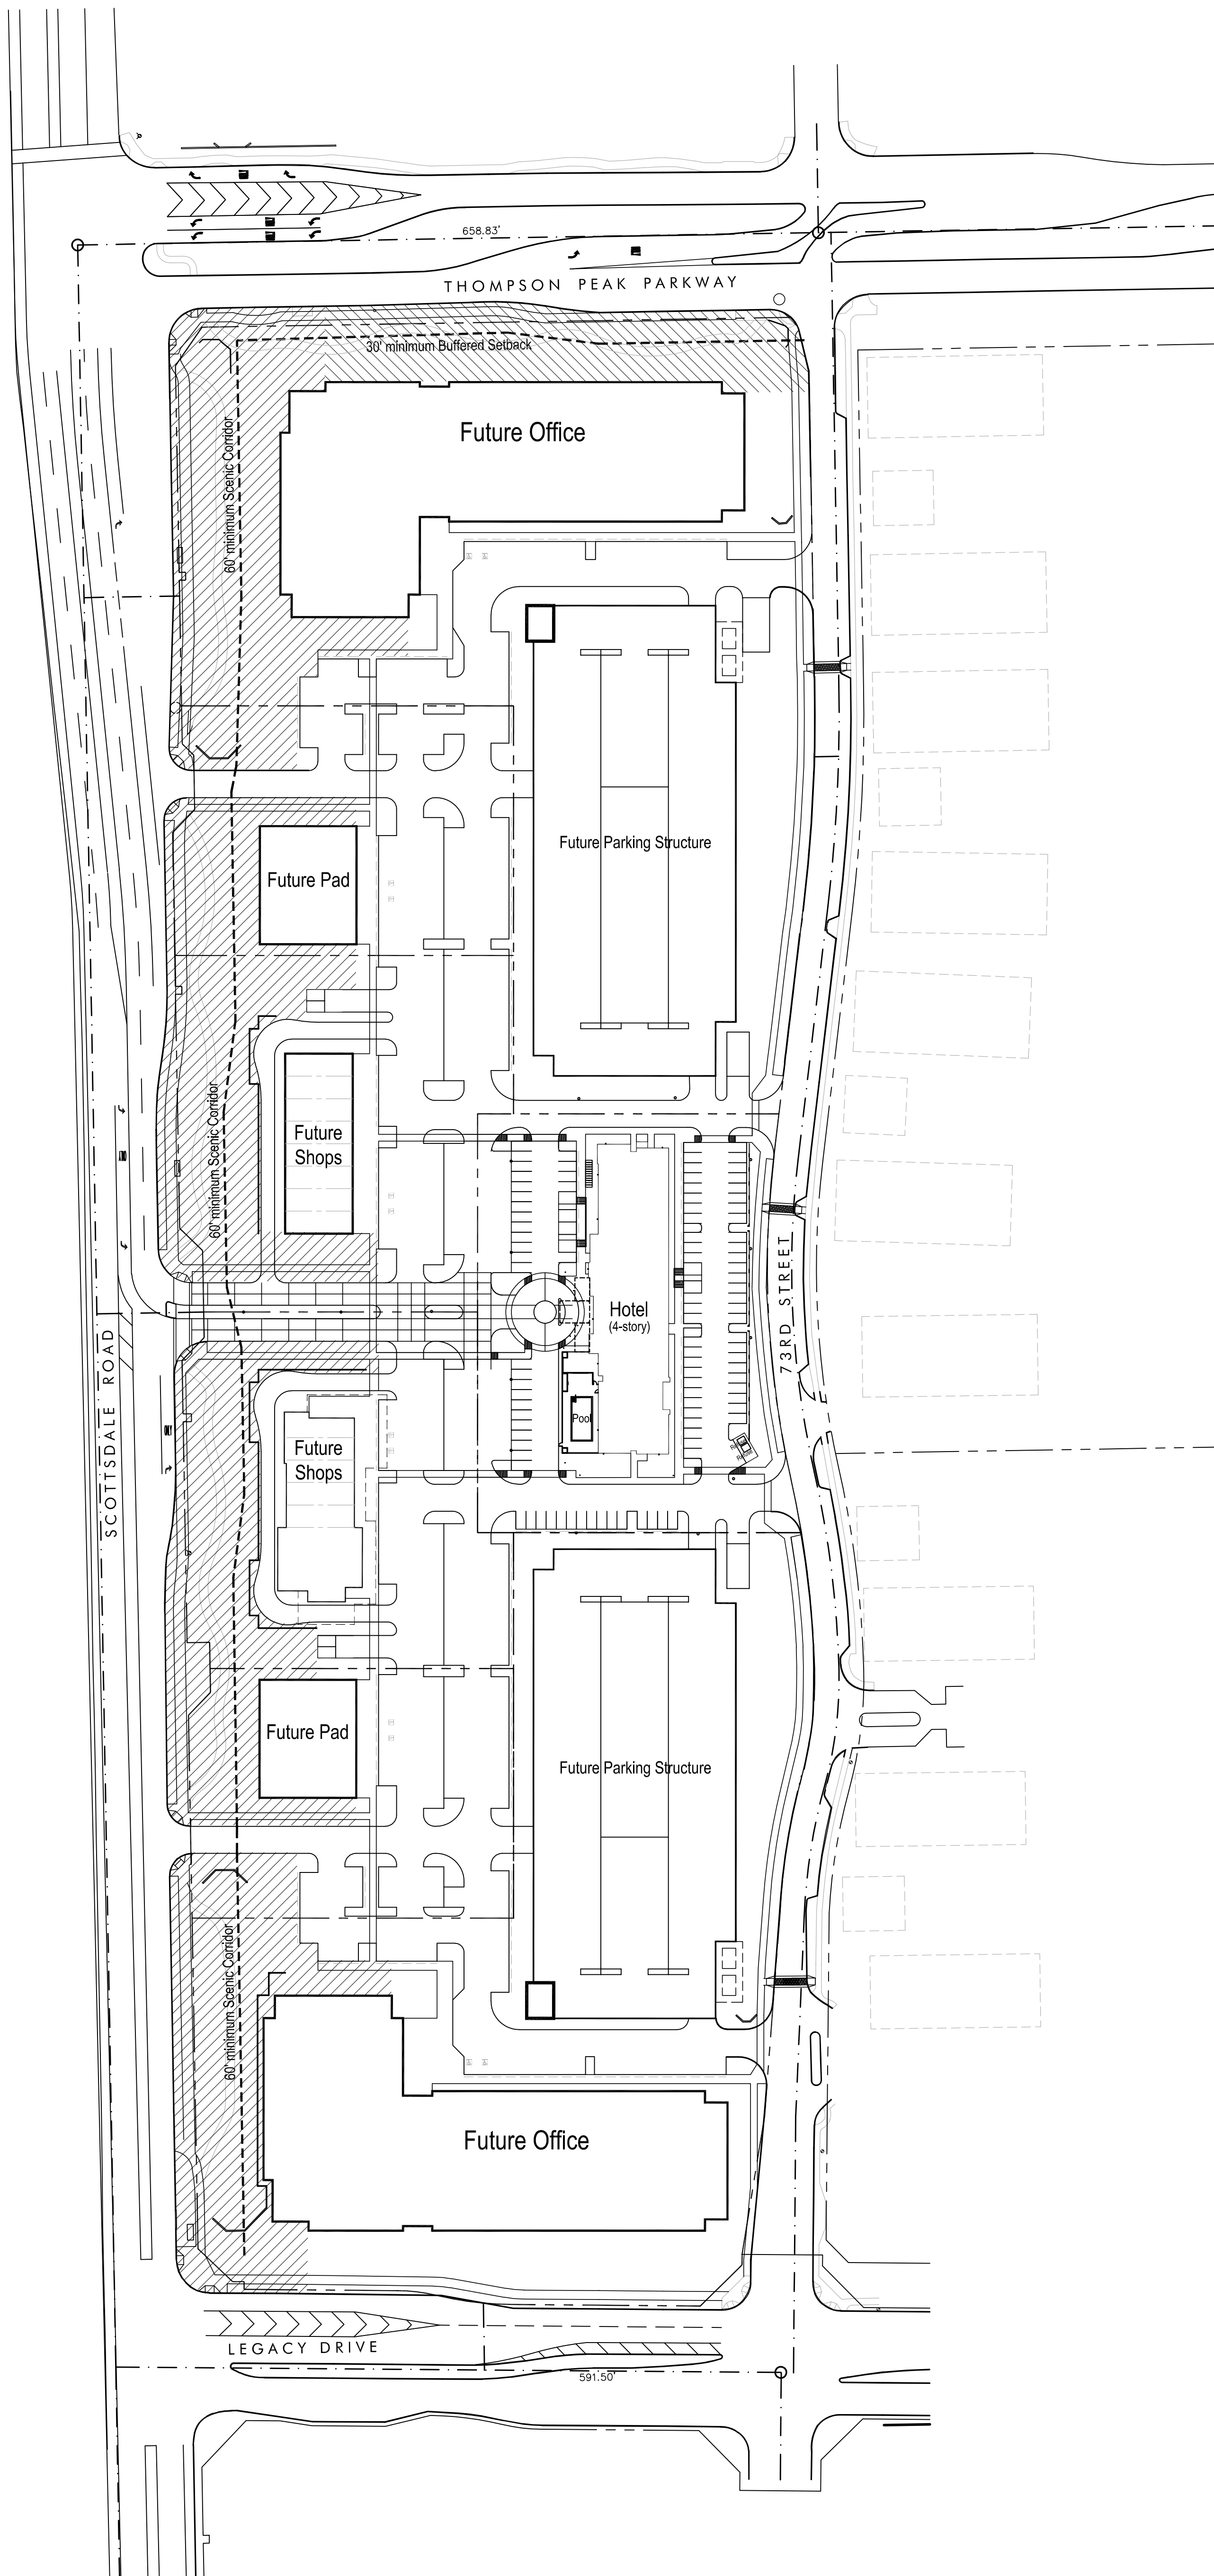 658.83'
THOMPSON PEAK PARKWAY
30' minimum Buffered Setback
Future Office
60' minimum Scenic Corridor
Future Parking Structure
Future Pad
Future
Shops
60' minimum Scenic Corridor
73RD STREET
Hotel
(4-story)
SCOTTSDALE ROAD
Pool
Future
Shops
Future Pad
Future Parking Structure
60' minimum Scenic Corridor
Future Office
LEGACY DRIVE
591.50'